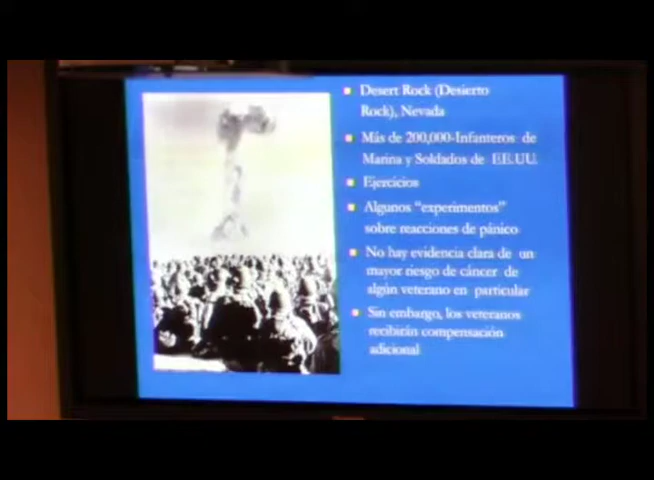 Desert Rock (Desierto
Rock), Nevada
Más de 200,000-Infanteros de
Marina y Soldados de EE.UU.
Ejercicios
Algunos "experimentos"
sobre reacciones de pánico
No hay evidencia clara de un
mayor riesgo de cáncer de
algún veterano en particular
Sin embargo, los veteranos
recibirán compensación
adicional